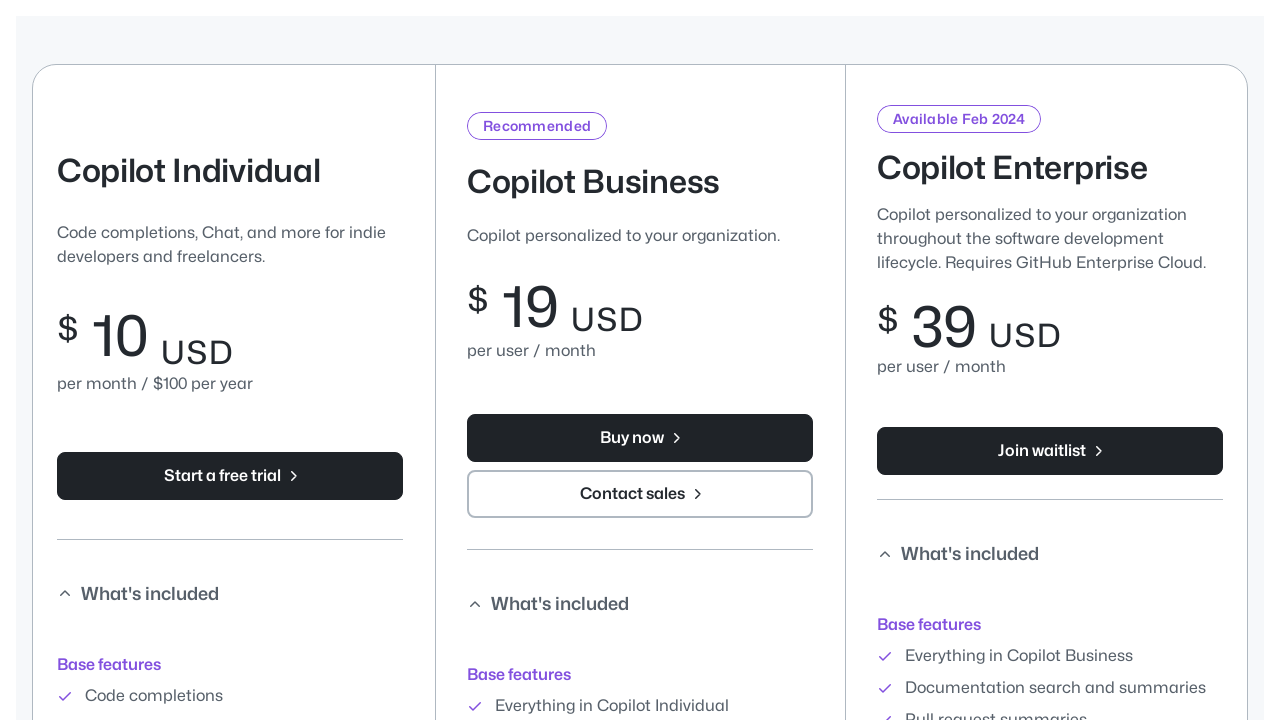 Copilot Individual
Code completions, Chat, and more for indie
developers and freelancers.
$ 10 USD
per month / $100 per year
Start a free trial
What's included
Base features
Code completions
Recommended
Copilot Business
Copilot personalized to your organization.
$ 19 USD
per user / month
Buy now
Contact sales
What's included
Base features
Everything in Copilot Individual
Available Feb 2024
Copilot Enterprise
Copilot personalized to your organization
throughout the software development
lifecycle. Requires GitHub Enterprise Cloud.
$ 39 USD
per user / month
Join waitlist
What's included
Base features
Everything in Copilot Business
Documentation search and summaries
Pull request summaries